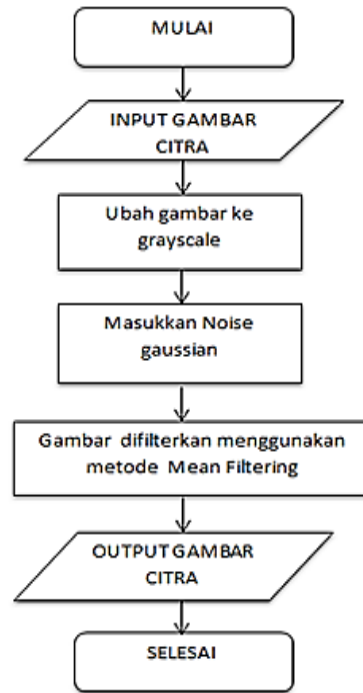 MULAI
INPUT GAMBAR
CITRA
Ubah gambar ke
grayscale
Masukkan Noise
gaussian
Gambar difilterkan menggunakan
metode Mean Filtering
OUTPUT GAMBAR
CITRA
SELESAI